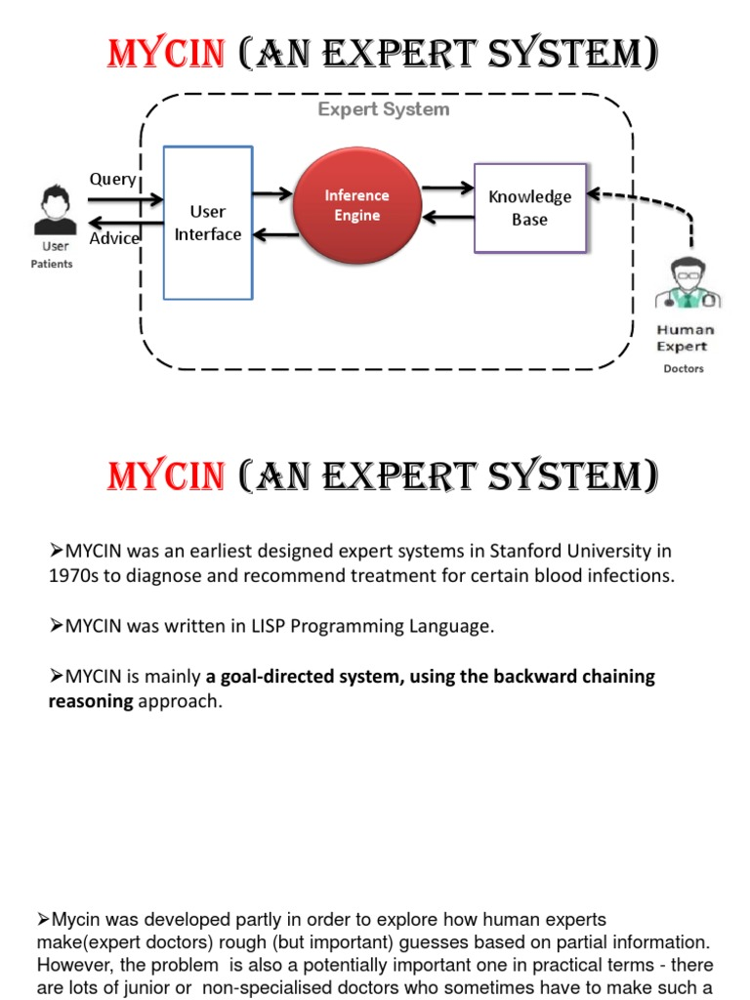 MYCIN (AN EXPERT SYSTEM)
Expert System
Query
Advice
User
Patients
User
Interface
Inference
Engine
Knowledge
Base
Human
Expert
Doctors
MYCIN (AN EXPERT SYSTEM)
➢MYCIN was an earliest designed expert systems in Stanford University in
1970s to diagnose and recommend treatment for certain blood infections.
➢MYCIN was written in LISP Programming Language.
➢MYCIN is mainly a goal-directed system, using the backward chaining
reasoning approach.
➢Mycin was developed partly in order to explore how human experts
make(expert doctors) rough (but important) guesses based on partial information.
However, the problem is also a potentially important one in practical terms - there
are lots of junior or non-specialised doctors who sometimes have to make such a